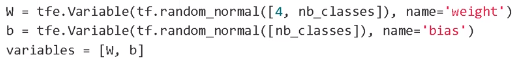 W = tfe.Variable(tf.random_normal([4, nb_classes]), name='weight')
b = tfe.Variable(tf.random_normal([nb_classes]), name='bias')
variables = [W, b]